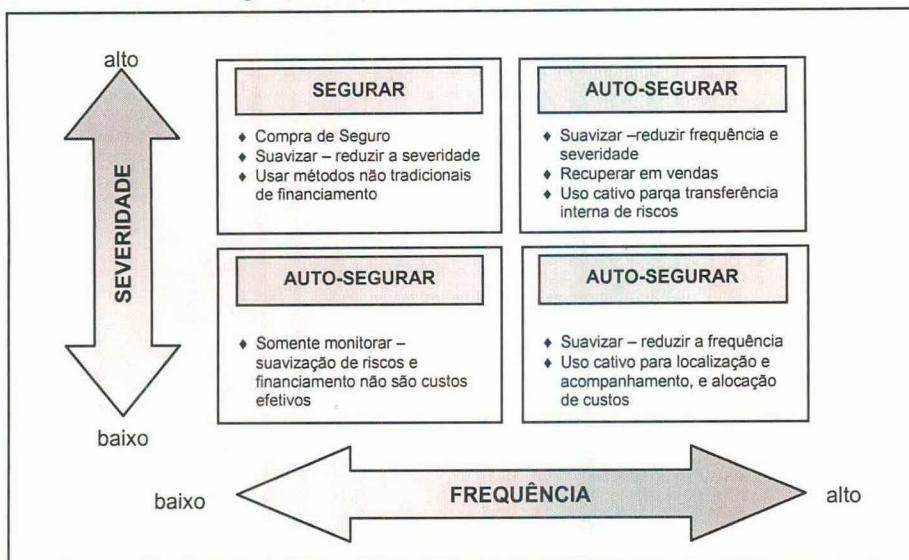 alto
SEVERIDADE
baixo
SEGURAR
♦ Compra de Seguro
♦ Suavizar – reduzir a severidade
♦ Usar métodos não tradicionais
de financiamento
AUTO-SEGURAR
♦ Suavizar –reduzir frequência e
severidade
♦ Recuperar em vendas
♦ Uso cativo parqa transferência
interna de riscos
AUTO-SEGURAR
♦ Somente monitorar –
suavização de riscos e
financiamento não são custos
efetivos
AUTO-SEGURAR
♦ Suavizar – reduzir a frequência
♦ Uso cativo para localização e
acompanhamento, e alocação
de custos
baixo
FREQUÊNCIA
alto